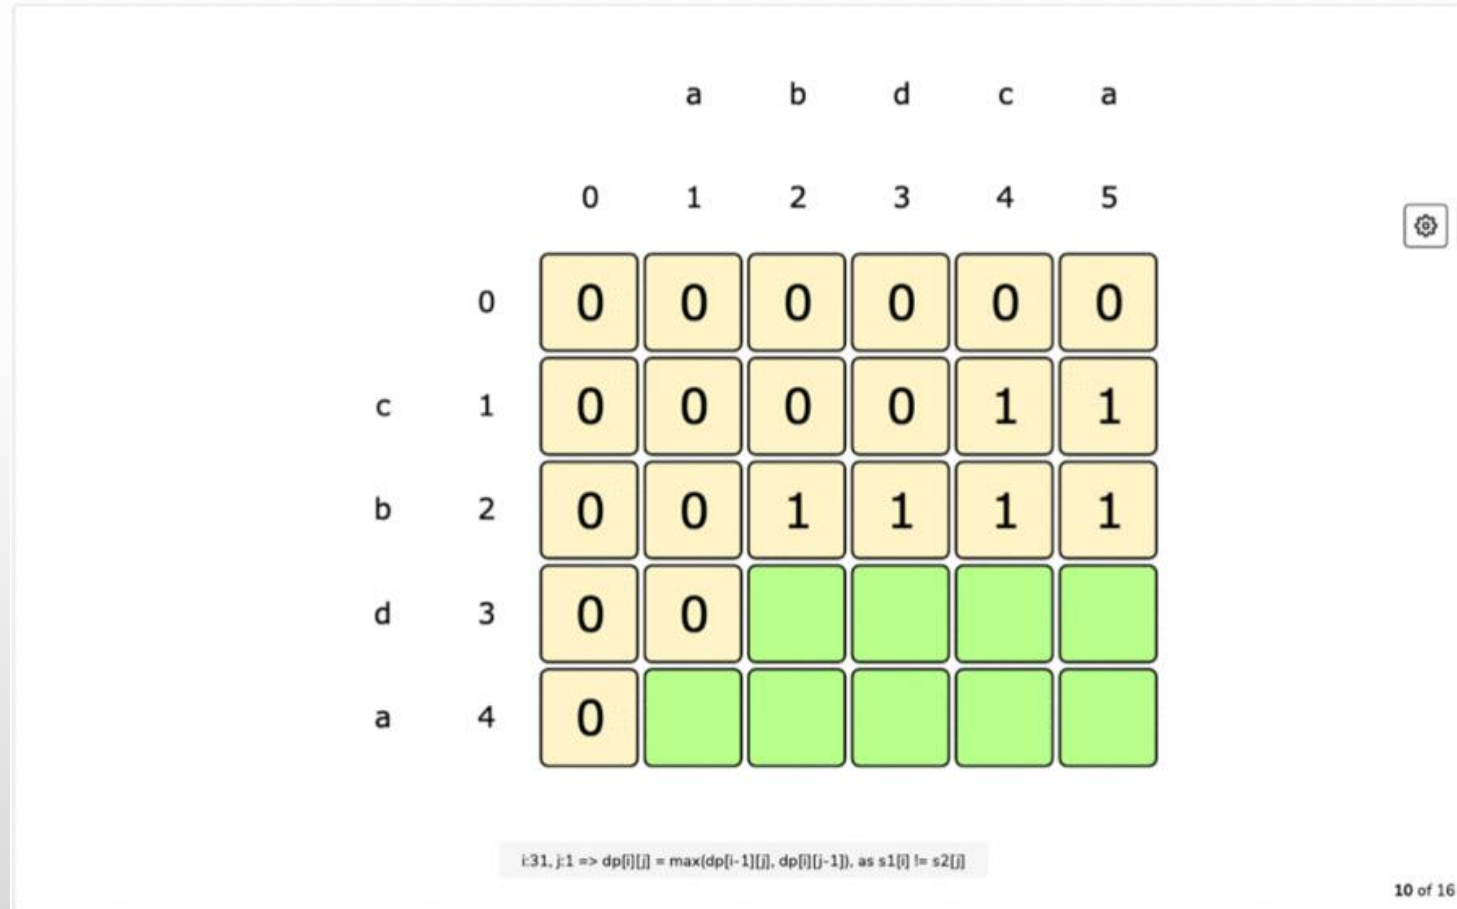 a b d c a
0 1 2 3 4 5
0 0 0 0 0 0 0
c 1 0 0 0 0 1 1
b 2 0 0 1 1 1 1
d 3 0 0
a 4 0
i:31, j:1 => dp[i][j] = max(dp[i-1][j], dp[i][j-1]), as s1[i] != s2[j]
10 of 16